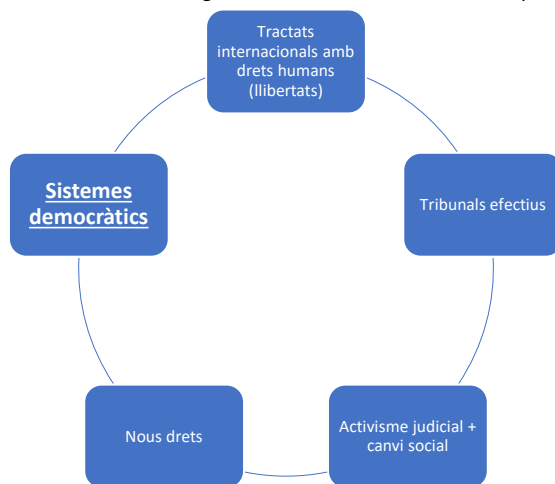 Tractats
internacionals amb
drets humans
(llibertats)
Sistemes
democràtics
Tribunals efectius
Nous drets
Activisme judicial +
canvi social